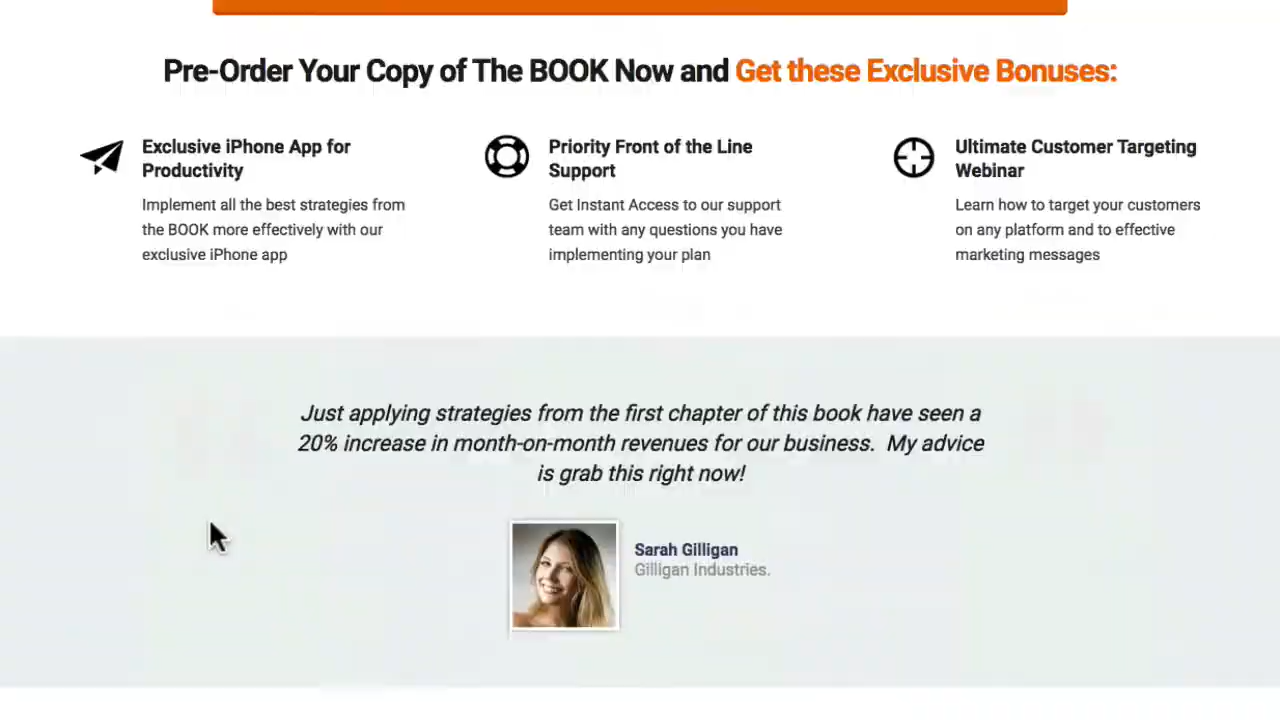 Pre-Order Your Copy of The BOOK Now and Get these Exclusive Bonuses:
Exclusive iPhone App for
Productivity
Implement all the best strategies from
the BOOK more effectively with our
exclusive iPhone app
Priority Front of the Line
Support
Get Instant Access to our support
team with any questions you have
implementing your plan
Ultimate Customer Targeting
Webinar
Learn how to target your customers
on any platform and to effective
marketing messages
Just applying strategies from the first chapter of this book have seen a
20% increase in month-on-month revenues for our business. My advice
is grab this right now!
Sarah Gilligan
Gilligan Industries.